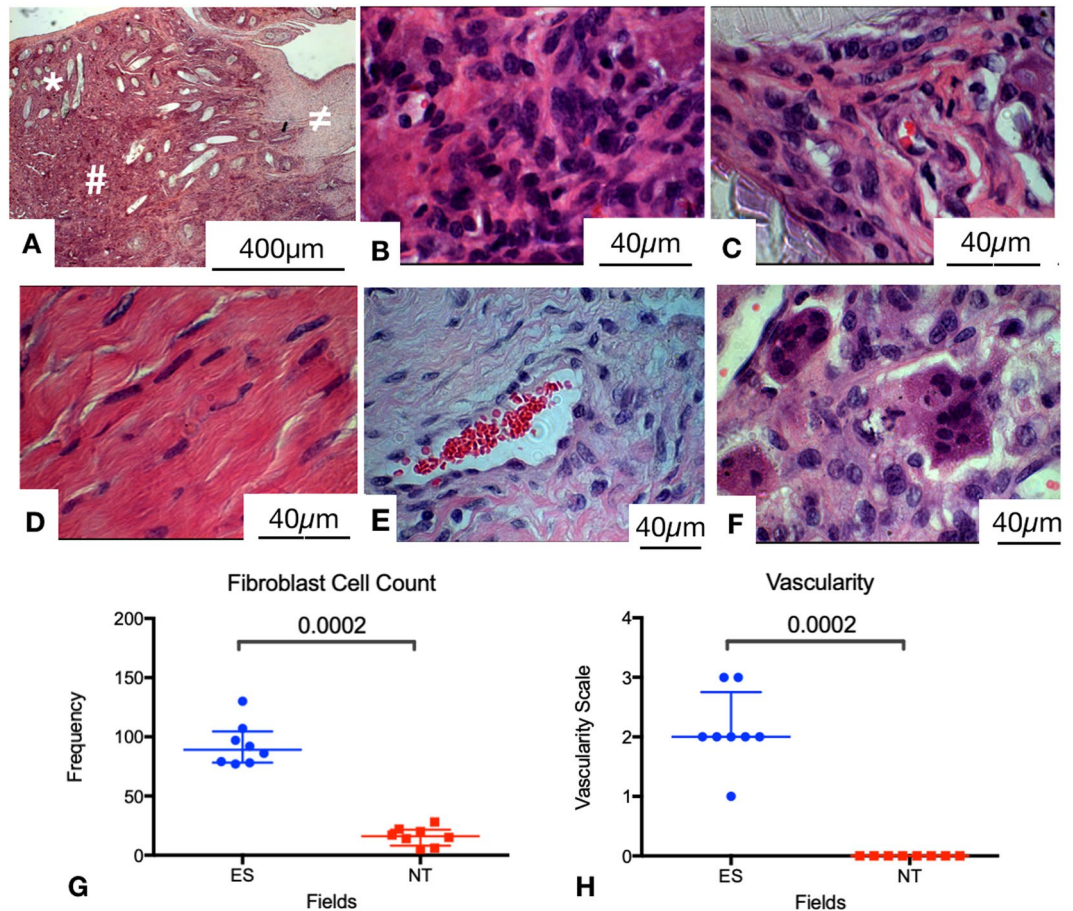 *
≠
#
A
400µm
B
40µm
C
40µm
D
40µm
E
40µm
F
40µm
Fibroblast Cell Count
0.0002
200
150
100
50
0
Frequency
ES
NT
Fields
G
Vascularity
0.0002
4
3
2
1
0
Vascularity Scale
ES
NT
Fields
H